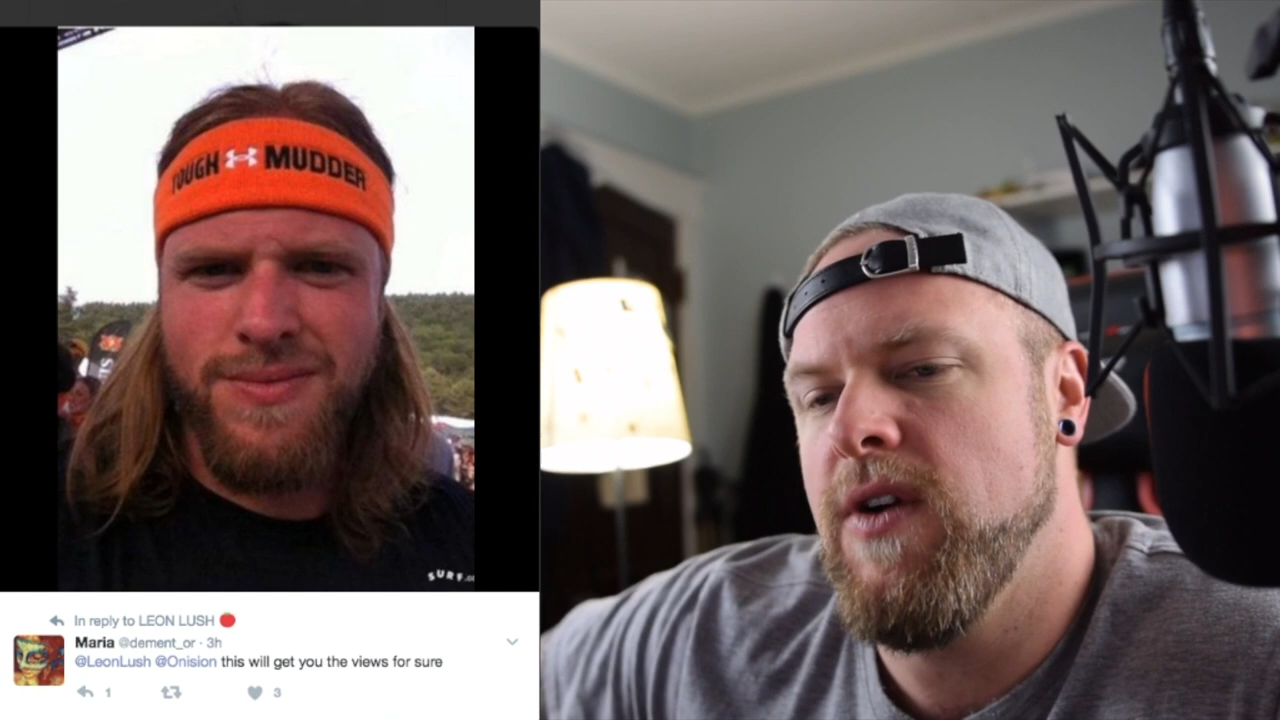 TOUGH MUDDER
SURF.
In reply to LEON LUSH
Maria @dement_or · 3h
@LeonLush @Onision this will get you the views for sure
1 3